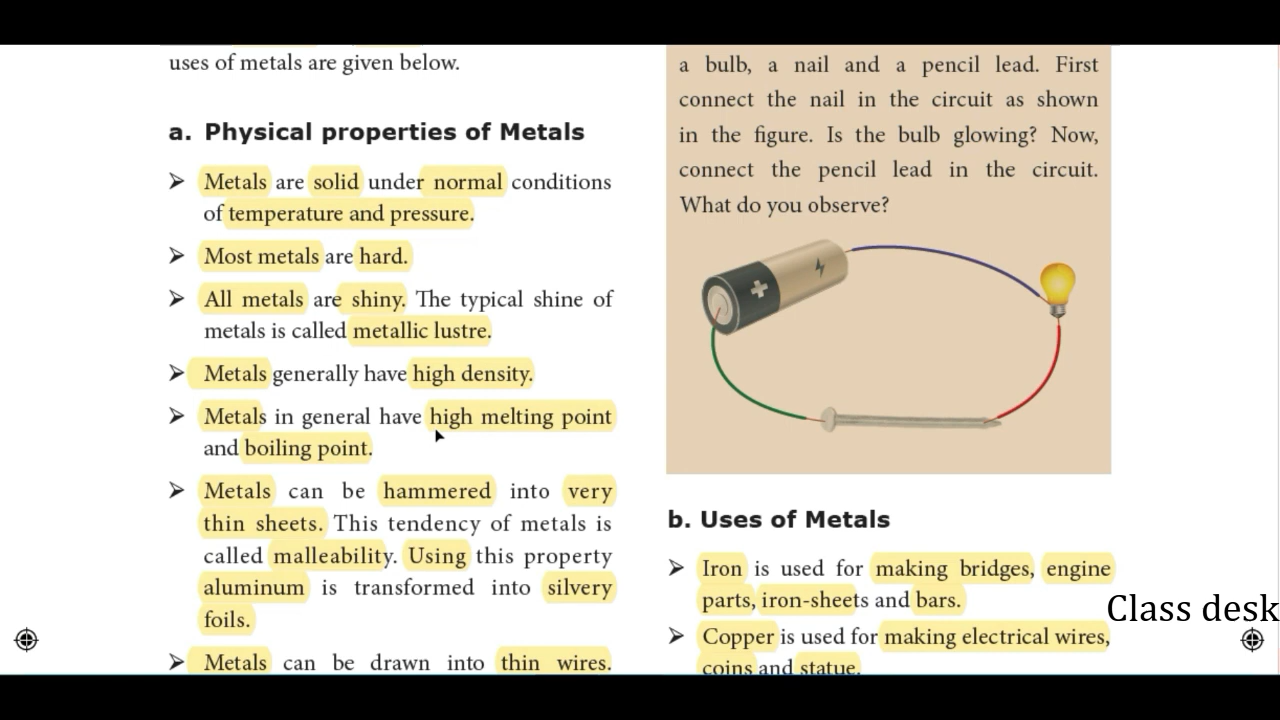 uses of metals are given below.
a. Physical properties of Metals
➤ Metals are solid under normal conditions
of temperature and pressure.
➤ Most metals are hard.
➤ All metals are shiny. The typical shine of
metals is called metallic lustre.
➤ Metals generally have high density.
➤ Metals in general have high melting point
and boiling point.
➤ Metals can be hammered into very
thin sheets. This tendency of metals is
called malleability. Using this property
aluminum is transformed into silvery
foils.
➤ Metals can be drawn into thin wires.
a bulb, a nail and a pencil lead. First
connect the nail in the circuit as shown
in the figure. Is the bulb glowing? Now,
connect the pencil lead in the circuit.
What do you observe?
b. Uses of Metals
➤ Iron is used for making bridges, engine
parts, iron-sheets and bars.
➤ Copper is used for making electrical wires,
coins and statue.
Class desk